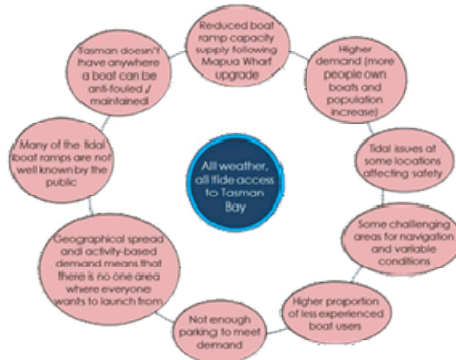 Reduced boat
ramp capacity
supply following
Mapua Wharf
upgrade
Higher
demand (more
people own
boats and
population
increase)
Tidal issues at
some locations
affecting safety
Some challenging
areas for navigation
and variable
conditions
Higher proportion
of less experienced
boat users
Not enough
parking to meet
demand
Geographical spread
and activity-based
demand means that
there is no one area
where everyone
wants to launch from
Many of the tidal
boat ramps are not
well known by the
public
Tasman doesn't
have anywhere
a boat can be
anti-fouled /
maintained
All weather,
all tide access
to Tasman
Bay